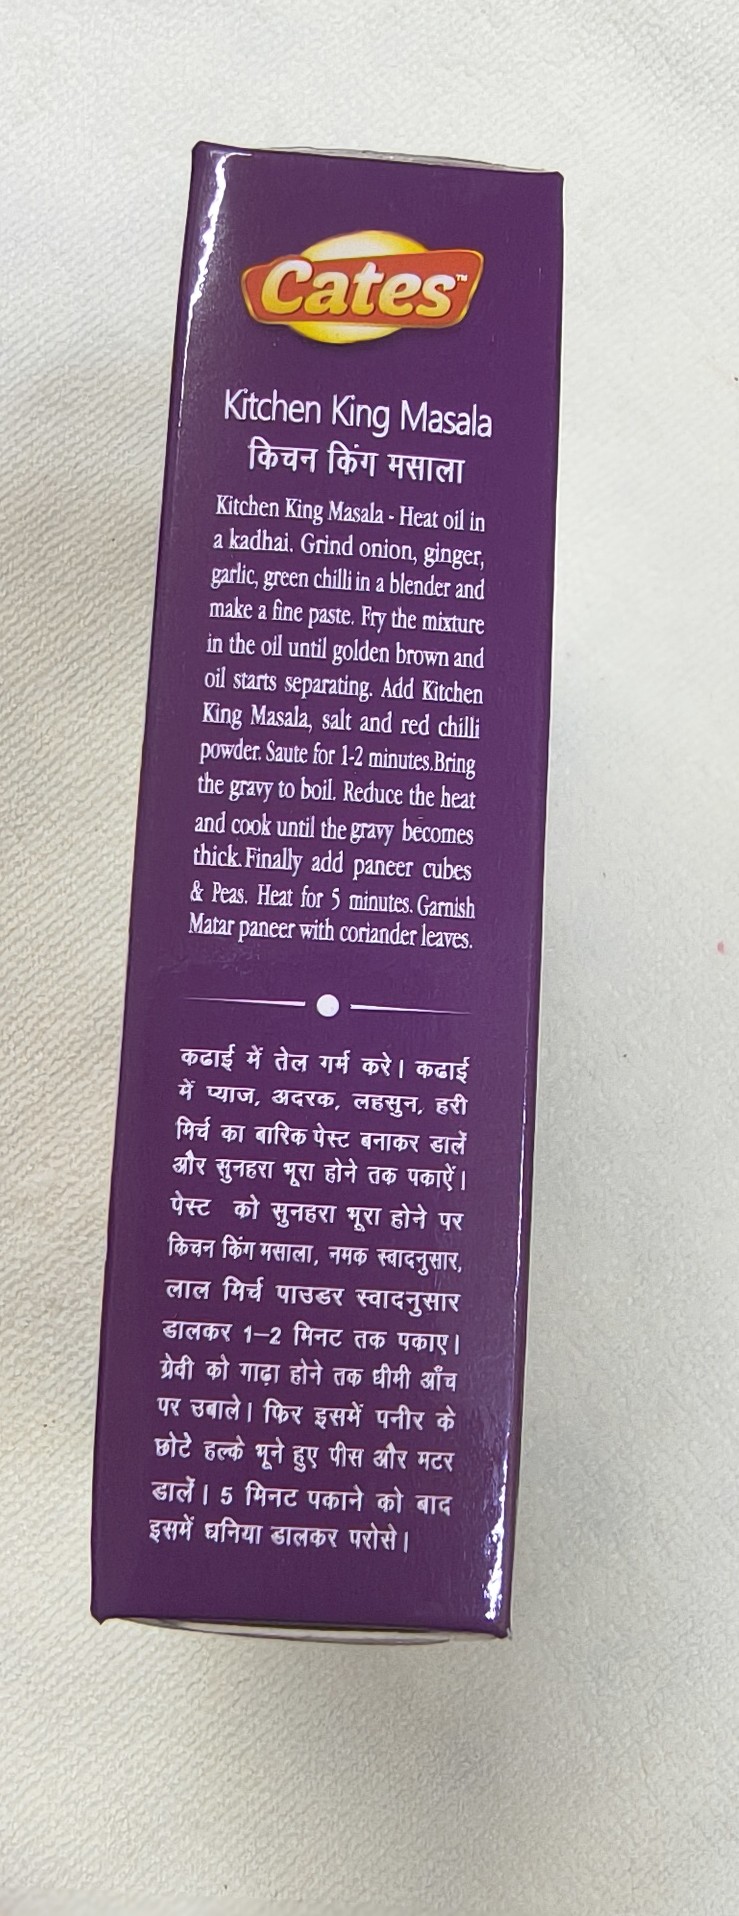 Cates™
Kitchen King Masala
किचन किंग मसाला
Kitchen King Masala - Heat oil in
a kadhai. Grind onion, ginger,
garlic, green chilli in a blender and
make a fine paste. Fry the mixture
in the oil until golden brown and
oil starts separating. Add Kitchen
King Masala, salt and red chilli
powder. Saute for 1-2 minutes.Bring
the gravy to boil. Reduce the heat
and cook until the gravy becomes
thick. Finally add paneer cubes
& Peas. Heat for 5 minutes. Garnish
Matar paneer with coriander leaves.
कढाई में तेल गर्म करे। कढाई
में प्याज, अदरक, लहसुन, हरी
मिर्च का बारिक पेस्ट बनाकर डालें
और सुनहरा भूरा होने तक पकाऐं।
पेस्ट को सुनहरा भूरा होने पर
किचन किंग मसाला, नमक स्वादनुसार,
लाल मिर्च पाउडर स्वादनुसार
डालकर 1–2 मिनट तक पकाए।
ग्रेवी को गाढ़ा होने तक धीमी आँच
पर उबाले। फिर इसमें पनीर के
छोटे हल्के भूने हुए पीस और मटर
डालें। 5 मिनट पकाने को बाद
इसमें धनिया डालकर परोसे।